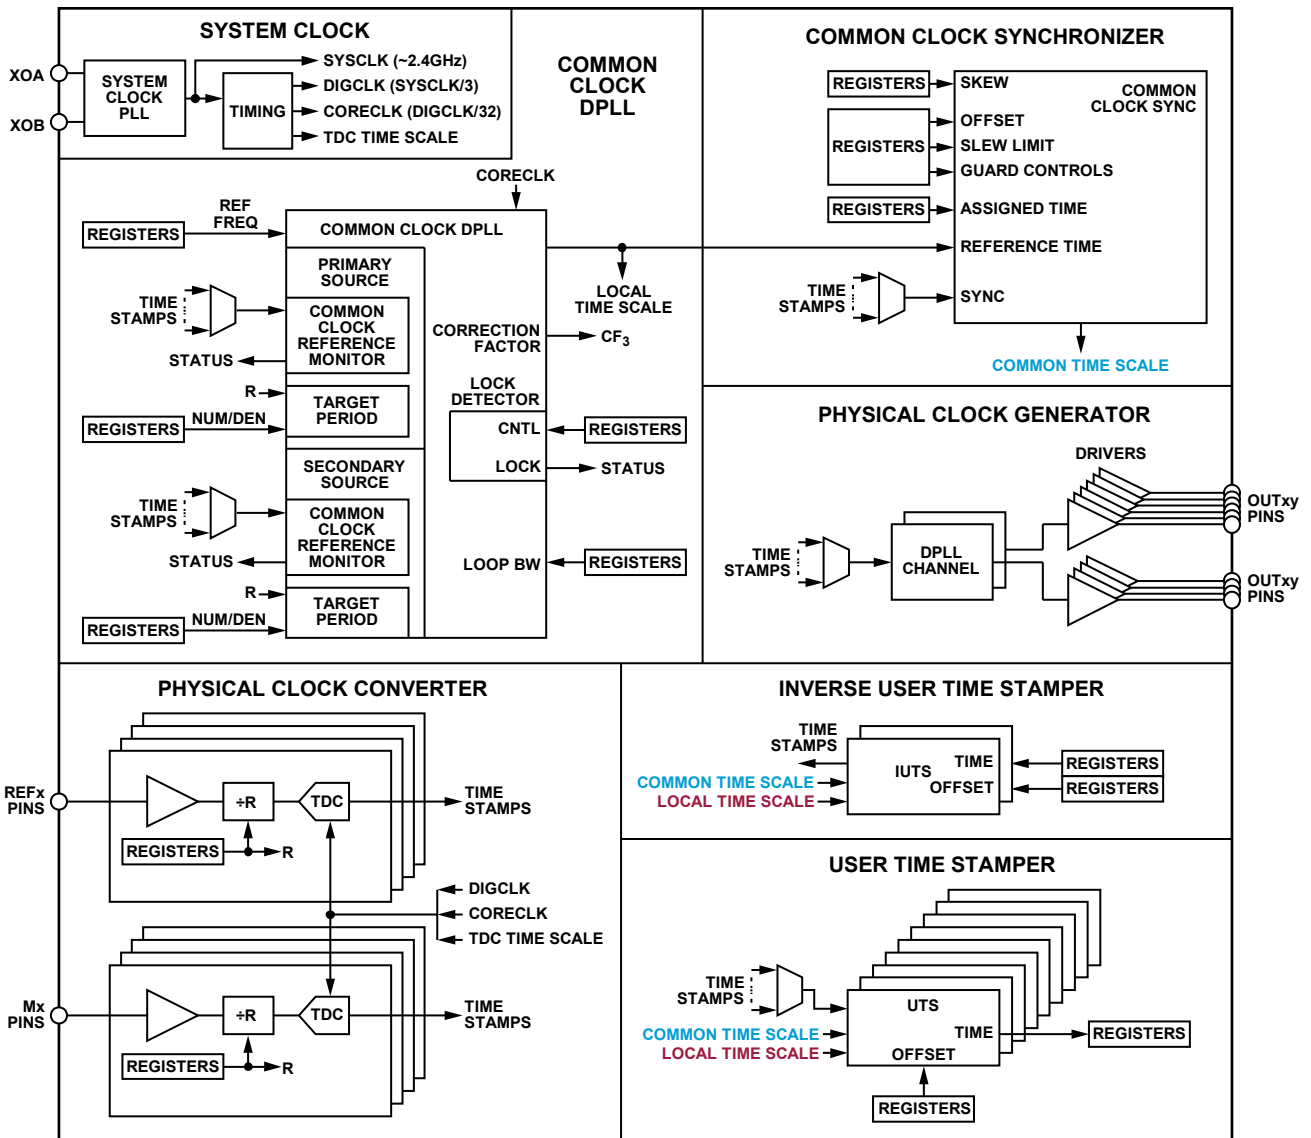 SYSTEM CLOCK
XOA
XOB
SYSTEM
CLOCK
PLL
TIMING
SYSCLK (~2.4GHz)
DIGCLK (SYSCLK/3)
CORECLK (DIGCLK/32)
TDC TIME SCALE
COMMON
CLOCK
DPLL
CORECLK
REF
FREQ
REGISTERS
COMMON CLOCK DPLL
PRIMARY
SOURCE
TIME
STAMPS
COMMON
CLOCK
REFERENCE
MONITOR
STATUS
R
TARGET
PERIOD
REGISTERS
NUM/DEN
SECONDARY
SOURCE
TIME
STAMPS
COMMON
CLOCK
REFERENCE
MONITOR
STATUS
R
TARGET
PERIOD
REGISTERS
NUM/DEN
LOCAL
TIME SCALE
CORRECTION
FACTOR
CF3
LOCK
DETECTOR
CNTL
REGISTERS
LOCK
STATUS
LOOP BW
REGISTERS
COMMON CLOCK SYNCHRONIZER
REGISTERS
SKEW
COMMON
CLOCK SYNC
REGISTERS
OFFSET
SLEW LIMIT
GUARD CONTROLS
REGISTERS
ASSIGNED TIME
REFERENCE TIME
TIME
STAMPS
SYNC
COMMON TIME SCALE
PHYSICAL CLOCK GENERATOR
DRIVERS
TIME
STAMPS
DPLL
CHANNEL
OUTxy
PINS
OUTxy
PINS
PHYSICAL CLOCK CONVERTER
REFx
PINS
÷R
TDC
TIME
STAMPS
REGISTERS
R
DIGCLK
CORECLK
TDC TIME SCALE
Mx
PINS
÷R
TDC
TIME
STAMPS
REGISTERS
R
INVERSE USER TIME STAMPER
TIME
STAMPS
COMMON TIME SCALE
LOCAL TIME SCALE
IUTS
TIME
OFFSET
REGISTERS
REGISTERS
USER TIME STAMPER
TIME
STAMPS
COMMON TIME SCALE
LOCAL TIME SCALE
UTS
TIME
OFFSET
REGISTERS
REGISTERS